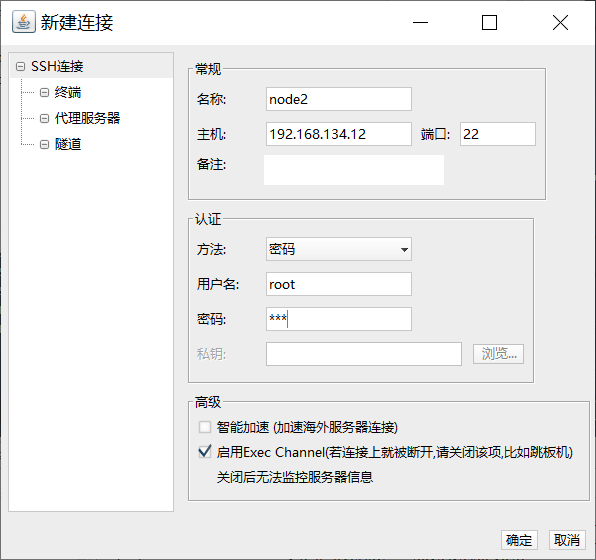 新建连接
SSH连接
终端
代理服务器
隧道
常规
名称: node2
主机: 192.168.134.12 端口: 22
备注:
认证
方法: 密码
用户名: root
密码: ***
私钥: 浏览...
高级
智能加速 (加速海外服务器连接)
启用Exec Channel(若连接上就被断开,请关闭该项,比如跳板机)
关闭后无法监控服务器信息
确定 取消